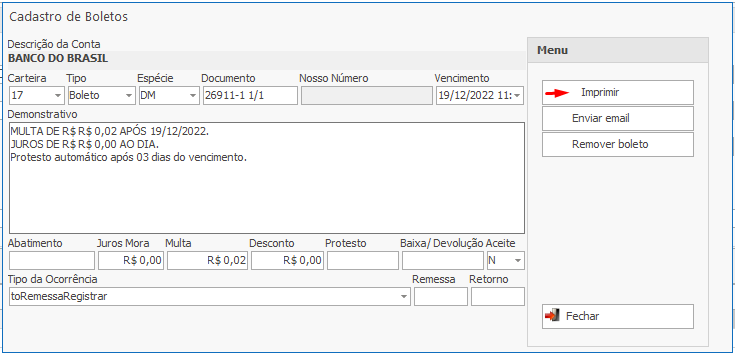 Cadastro de Boletos
Descrição da Conta
BANCO DO BRASIL
Carteira Tipo Espécie Documento Nosso Número Vencimento
17 Boleto DM 26911-1 1/1 19/12/2022 11:
Demonstrativo
MULTA DE R$ R$ 0,02 APÓS 19/12/2022.
JUROS DE R$ R$ 0,00 AO DIA.
Protesto automático após 03 dias do vencimento.
Abatimento Juros Mora Multa Desconto Protesto Baixa/ Devolução Aceite
R$ 0,00 R$ 0,02 R$ 0,00 N
Tipo da Ocorrência Remessa Retorno
toRemessaRegistrar
Menu
Imprimir
Enviar email
Remover boleto
Fechar